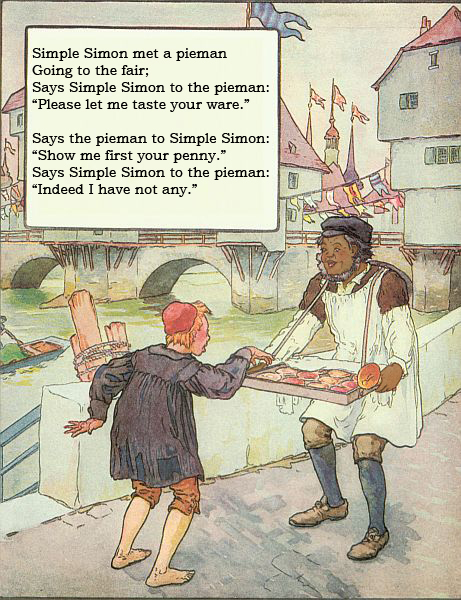 Simple Simon met a pieman
Going to the fair;
Says Simple Simon to the pieman:
“Please let me taste your ware.”

Says the pieman to Simple Simon:
“Show me first your penny.”
Says Simple Simon to the pieman:
“Indeed I have not any.”